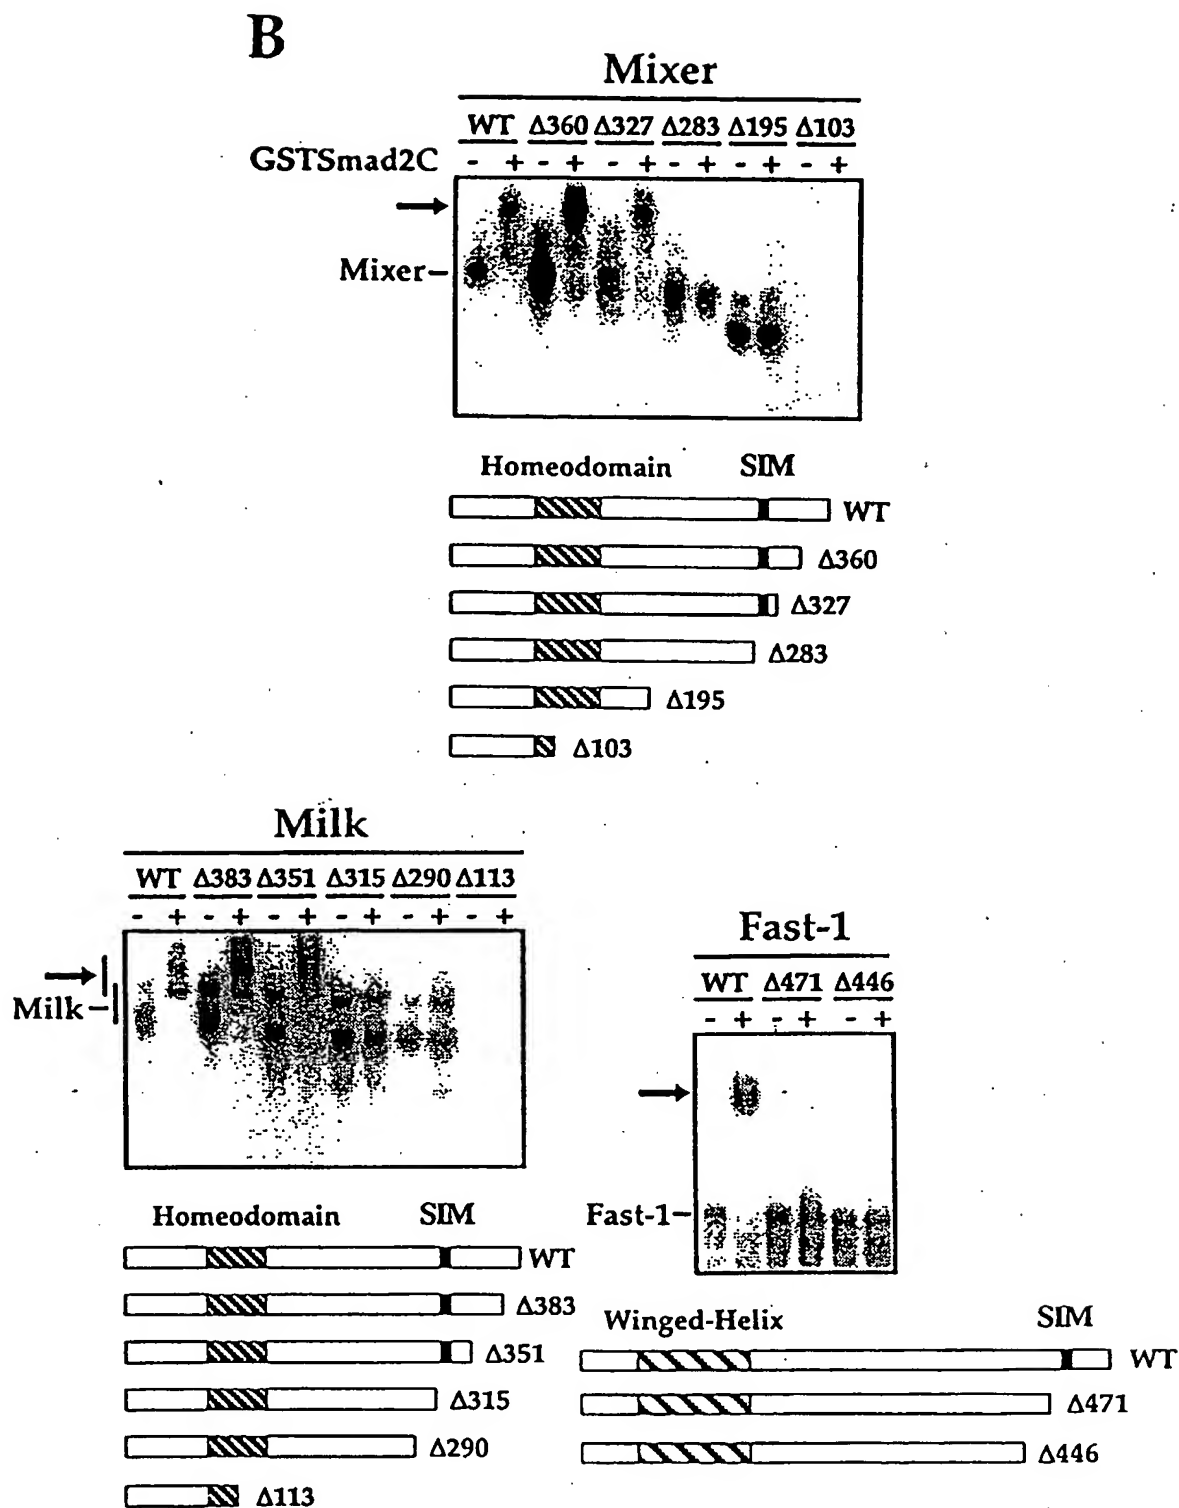 B
Mixer
WT Δ360 Δ327 Δ283 Δ195 Δ103
GSTSmad2C - + - + - + - + - + - +
Mixer–
Homeodomain SIM
WT
Δ360
Δ327
Δ283
Δ195
Δ103
Milk
WT Δ383 Δ351 Δ315 Δ290 Δ113
- + - + - + - + - + - +
Milk–
Homeodomain SIM
WT
Δ383
Δ351
Δ315
Δ290
Δ113
Fast-1
WT Δ471 Δ446
- + - + - +
Fast-1–
Winged-Helix SIM
WT
Δ471
Δ446